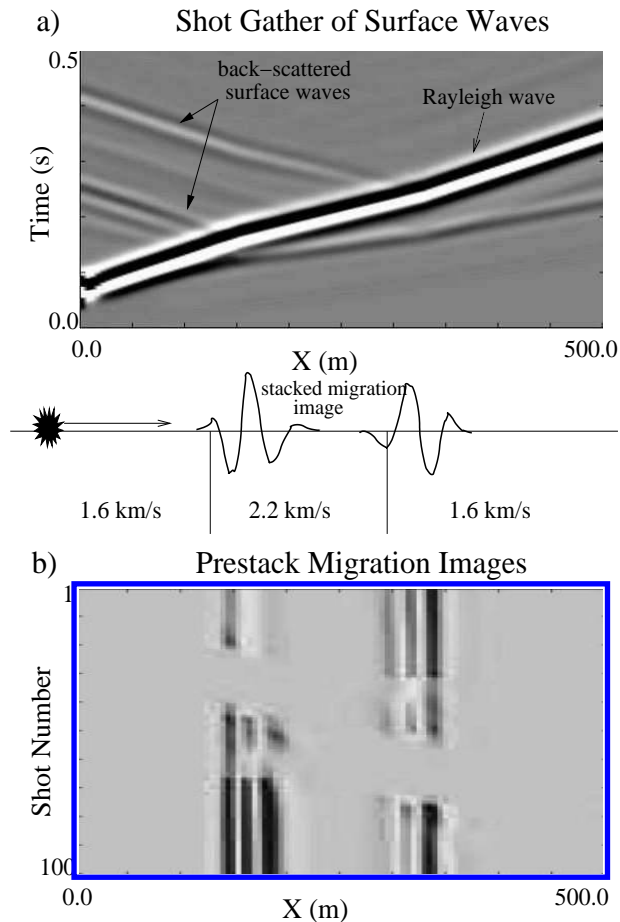 a) Shot Gather of Surface Waves
0.5
back−scattered
surface waves
Rayleigh wave
Time (s)
0.0
0.0 500.0
X (m)
stacked migration
image
1.6 km/s 2.2 km/s 1.6 km/s
b) Prestack Migration Images
1
Shot Number
100
0.0 500.0
X (m)